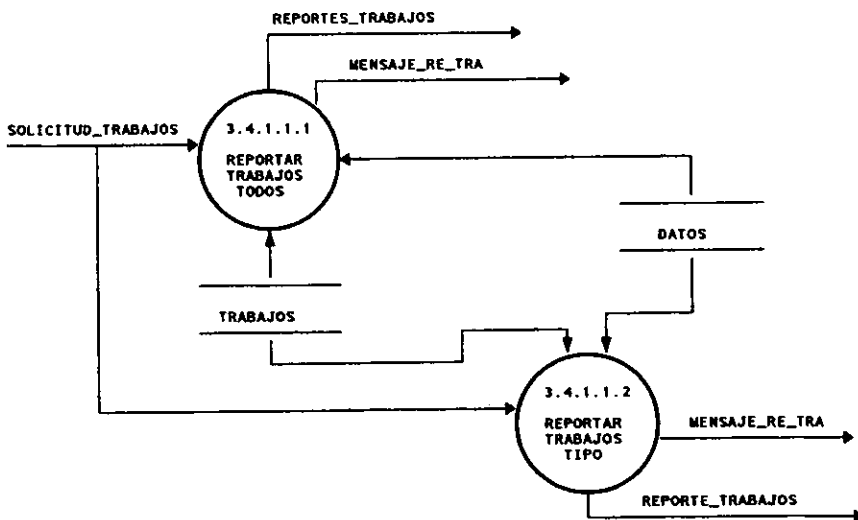 REPORTES_TRABAJOS
MENSAJE_RE_TRA
SOLICITUD_TRABAJOS
3.4.1.1.1
REPORTAR
TRABAJOS
TODOS
DATOS
TRABAJOS
3.4.1.1.2
REPORTAR
TRABAJOS
TIPO
MENSAJE_RE_TRA
REPORTE_TRABAJOS